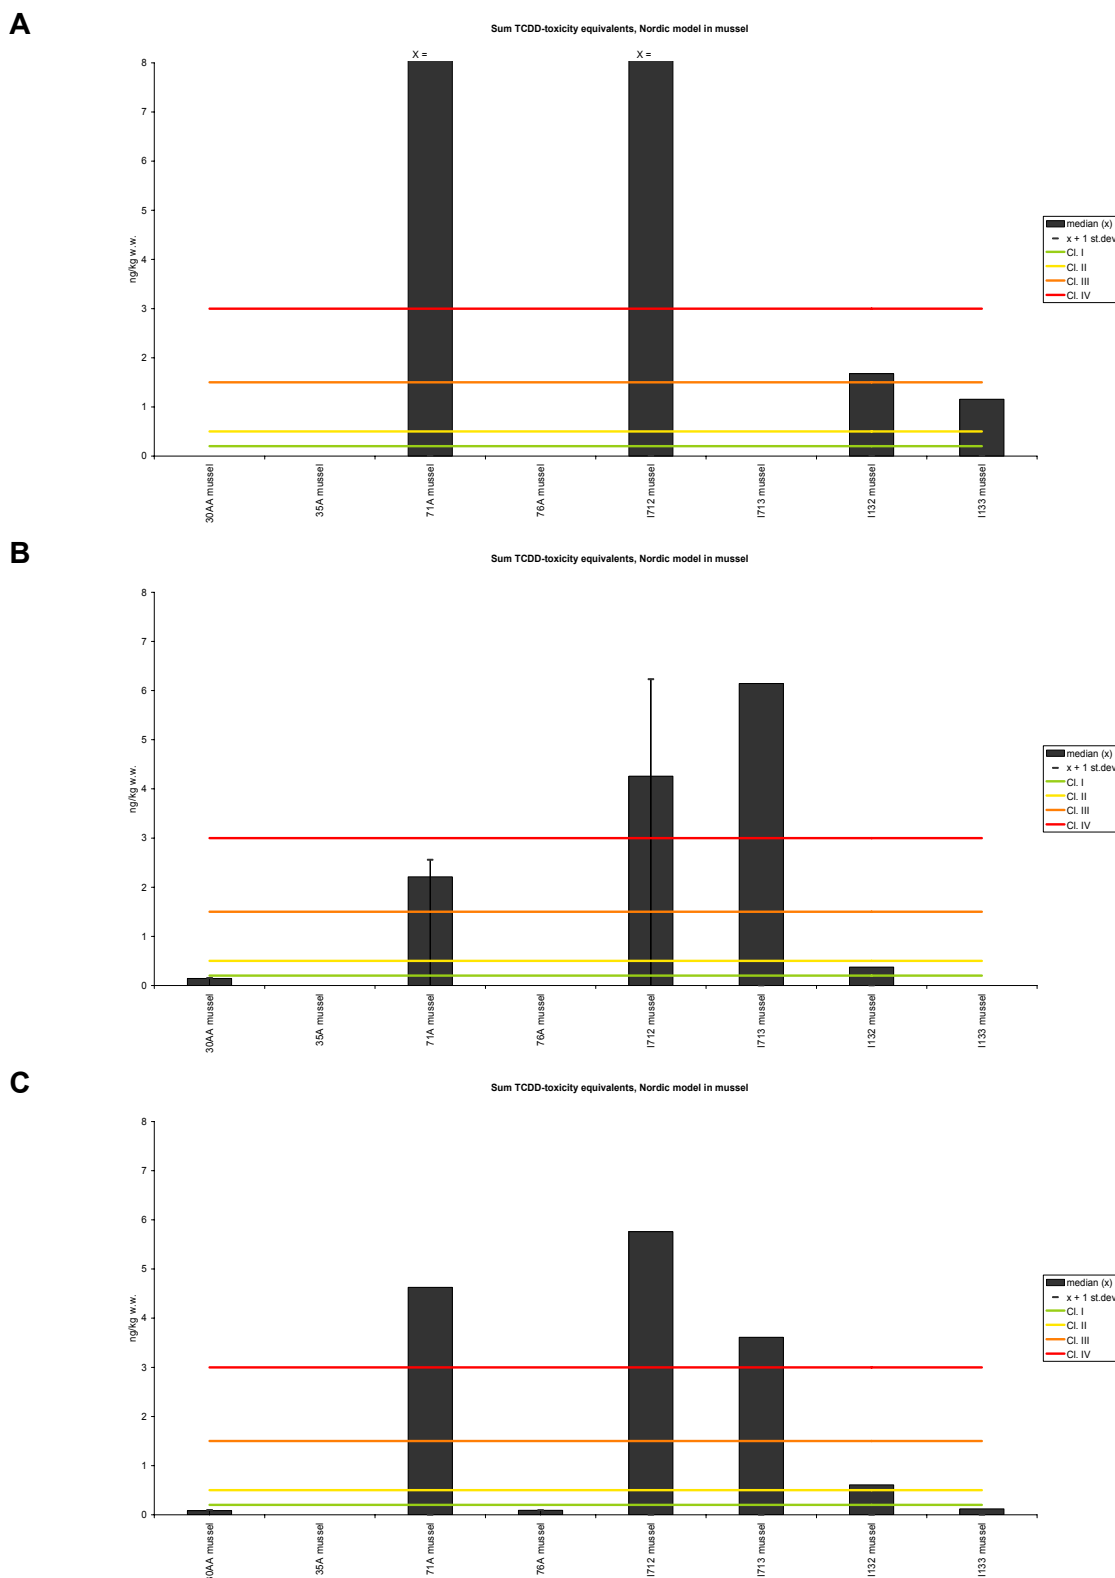 A
Sum TCDD-toxicity equivalents, Nordic model in mussel
X =
X =
8
7
6
5
4
3
2
1
0
ng/kg w.w.
30AA mussel
35A mussel
71A mussel
76A mussel
I712 mussel
I713 mussel
I132 mussel
I133 mussel
median (x)
x + 1 st.dev
Cl. I
Cl. II
Cl. III
Cl. IV
B
Sum TCDD-toxicity equivalents, Nordic model in mussel
8
7
6
5
4
3
2
1
0
ng/kg w.w.
30AA mussel
35A mussel
71A mussel
76A mussel
I712 mussel
I713 mussel
I132 mussel
I133 mussel
median (x)
x + 1 st.dev
Cl. I
Cl. II
Cl. III
Cl. IV
C
Sum TCDD-toxicity equivalents, Nordic model in mussel
8
7
6
5
4
3
2
1
0
ng/kg w.w.
30AA mussel
35A mussel
71A mussel
76A mussel
I712 mussel
I713 mussel
I132 mussel
I133 mussel
median (x)
x + 1 st.dev
Cl. I
Cl. II
Cl. III
Cl. IV